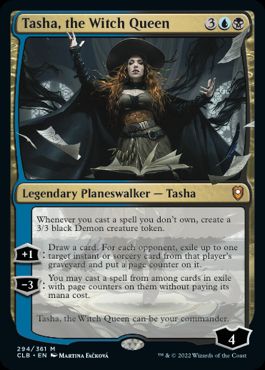 Tasha, the Witch Queen 3
Legendary Planeswalker — Tasha
Whenever you cast a spell you don't own, create a
3/3 black Demon creature token.
+1 Draw a card. For each opponent, exile up to one
target instant or sorcery card from that player's
graveyard and put a page counter on it.
−3 You may cast a spell from among cards in exile
with page counters on them without paying its
mana cost.
Tasha, the Witch Queen can be your commander.
4
294/361 M
CLB • EN Martina Fačková
™ & © 2022 Wizards of the Coast